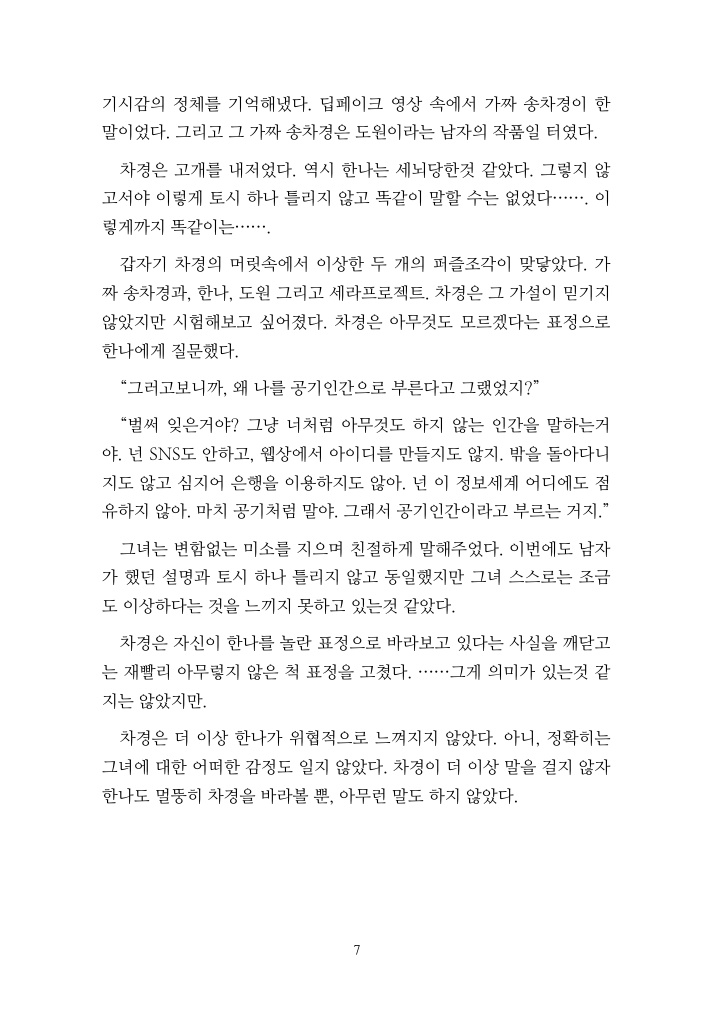 기시감의 정체를 기억해냈다. 딥페이크 영상 속에서 가짜 송차경이 한
말이었다. 그리고 그 가짜 송차경은 도원이라는 남자의 작품일 터였다.
차경은 고개를 내저었다. 역시 한나는 세뇌당한것 같았다. 그렇지 않
고서야 이렇게 토시 하나 틀리지 않고 똑같이 말할 수는 없었다……. 이
렇게까지 똑같이는…….
갑자기 차경의 머릿속에서 이상한 두 개의 퍼즐조각이 맞닿았다. 가
짜 송차경과, 한나, 도원 그리고 세라프로젝트. 차경은 그 가설이 믿기지
않았지만 시험해보고 싶어졌다. 차경은 아무것도 모르겠다는 표정으로
한나에게 질문했다.
“그러고보니까, 왜 나를 공기인간으로 부른다고 그랬었지?”
“벌써 잊은거야? 그냥 너처럼 아무것도 하지 않는 인간을 말하는거
야. 넌 SNS도 안하고, 웹상에서 아이디를 만들지도 않지. 밖을 돌아다니
지도 않고 심지어 은행을 이용하지도 않아. 넌 이 정보세계 어디에도 점
유하지 않아. 마치 공기처럼 말야. 그래서 공기인간이라고 부르는 거지.”
그녀는 변함없는 미소를 지으며 친절하게 말해주었다. 이번에도 남자
가 했던 설명과 토시 하나 틀리지 않고 동일했지만 그녀 스스로는 조금
도 이상하다는 것을 느끼지 못하고 있는것 같았다.
차경은 자신이 한나를 놀란 표정으로 바라보고 있다는 사실을 깨닫고
는 재빨리 아무렇지 않은 척 표정을 고쳤다. ……그게 의미가 있는것 같
지는 않았지만.
차경은 더 이상 한나가 위협적으로 느껴지지 않았다. 아니, 정확히는
그녀에 대한 어떠한 감정도 일지 않았다. 차경이 더 이상 말을 걸지 않자
한나도 멀뚱히 차경을 바라볼 뿐, 아무런 말도 하지 않았다.
7